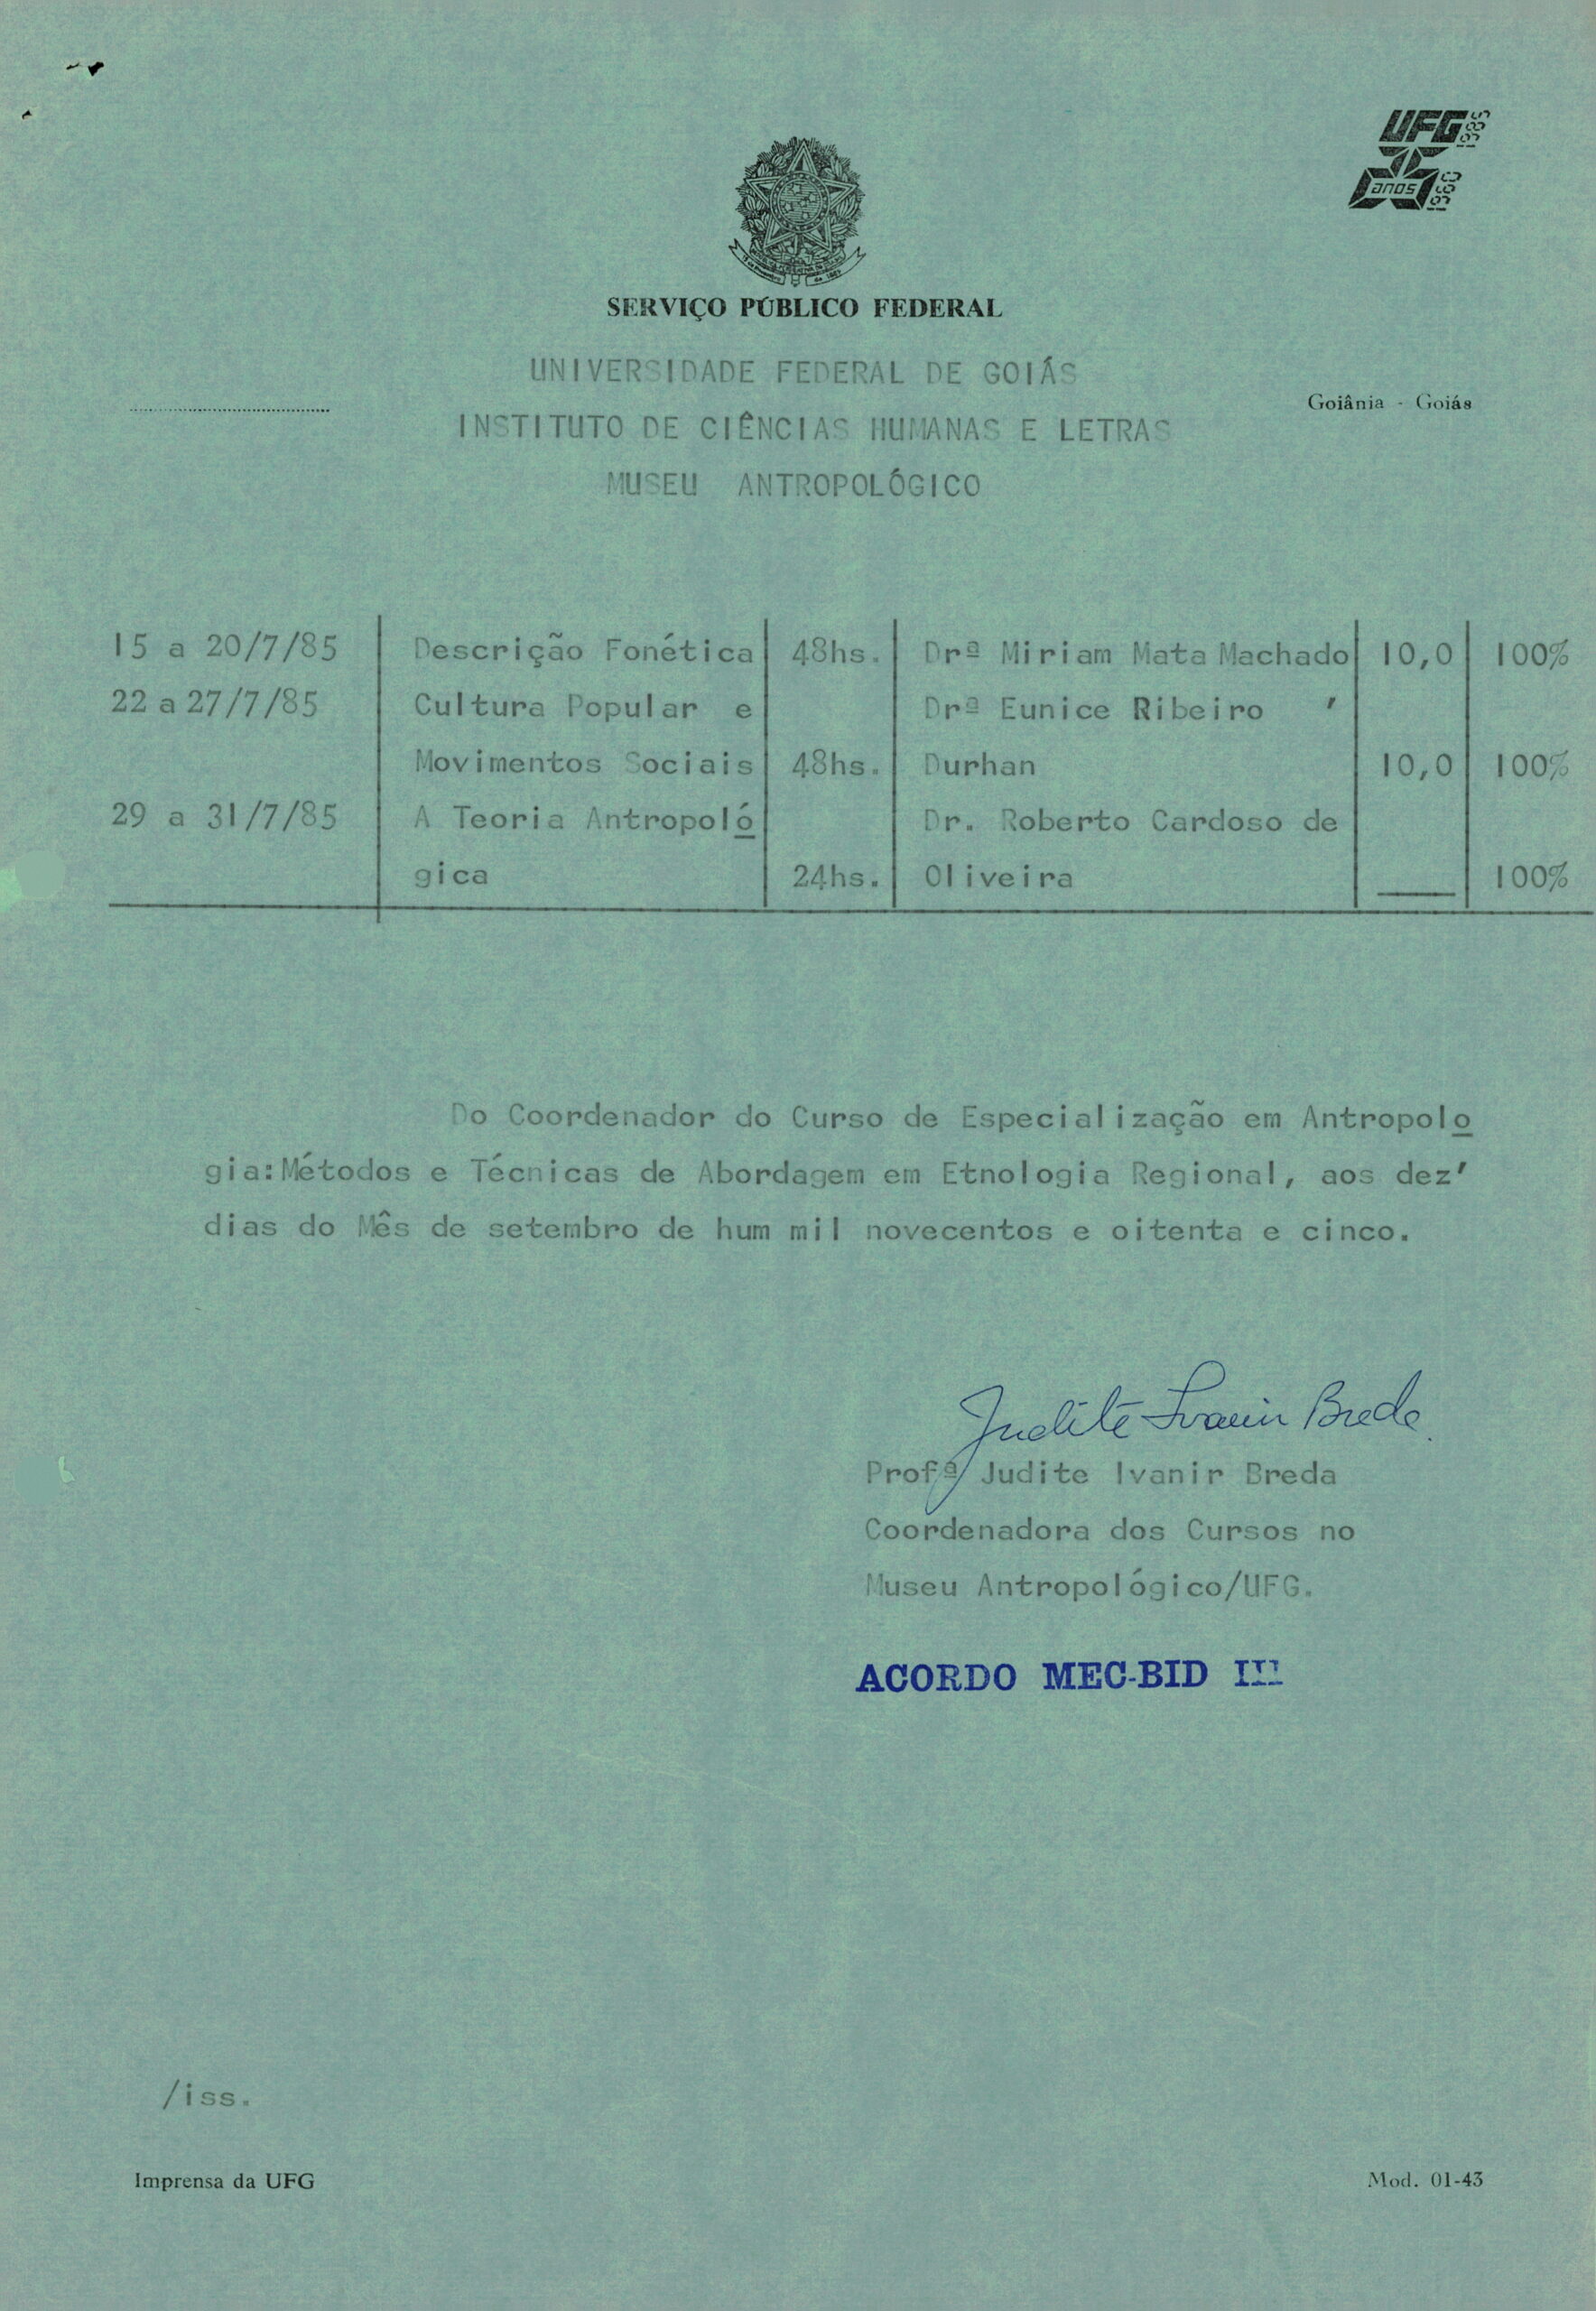 UFG
1985
anos
1960
SERVIÇO PÚBLICO FEDERAL
UNIVERSIDADE FEDERAL DE GOIÁS
Goiânia - Goiás
INSTITUTO DE CIÊNCIAS HUMANAS E LETRAS
MUSEU ANTROPOLÓGICO
15 a 20/7/85 Descrição Fonética 48hs. Drª Miriam Mata Machado 10,0 100%
22 a 27/7/85 Cultura Popular e Drª Eunice Ribeiro '
Movimentos Sociais 48hs. Durhan 10,0 100%
29 a 31/7/85 A Teoria Antropoló Dr. Roberto Cardoso de
gica 24hs. Oliveira ____ 100%
Do Coordenador do Curso de Especialização em Antropolo
gia:Métodos e Técnicas de Abordagem em Etnologia Regional, aos dez'
dias do Mês de setembro de hum mil novecentos e oitenta e cinco.
Judite Ivanir Breda
Profª Judite Ivanir Breda
Coordenadora dos Cursos no
Museu Antropológico/UFG.
ACORDO MEC-BID III
/iss.
Imprensa da UFG
Mod. 01-43